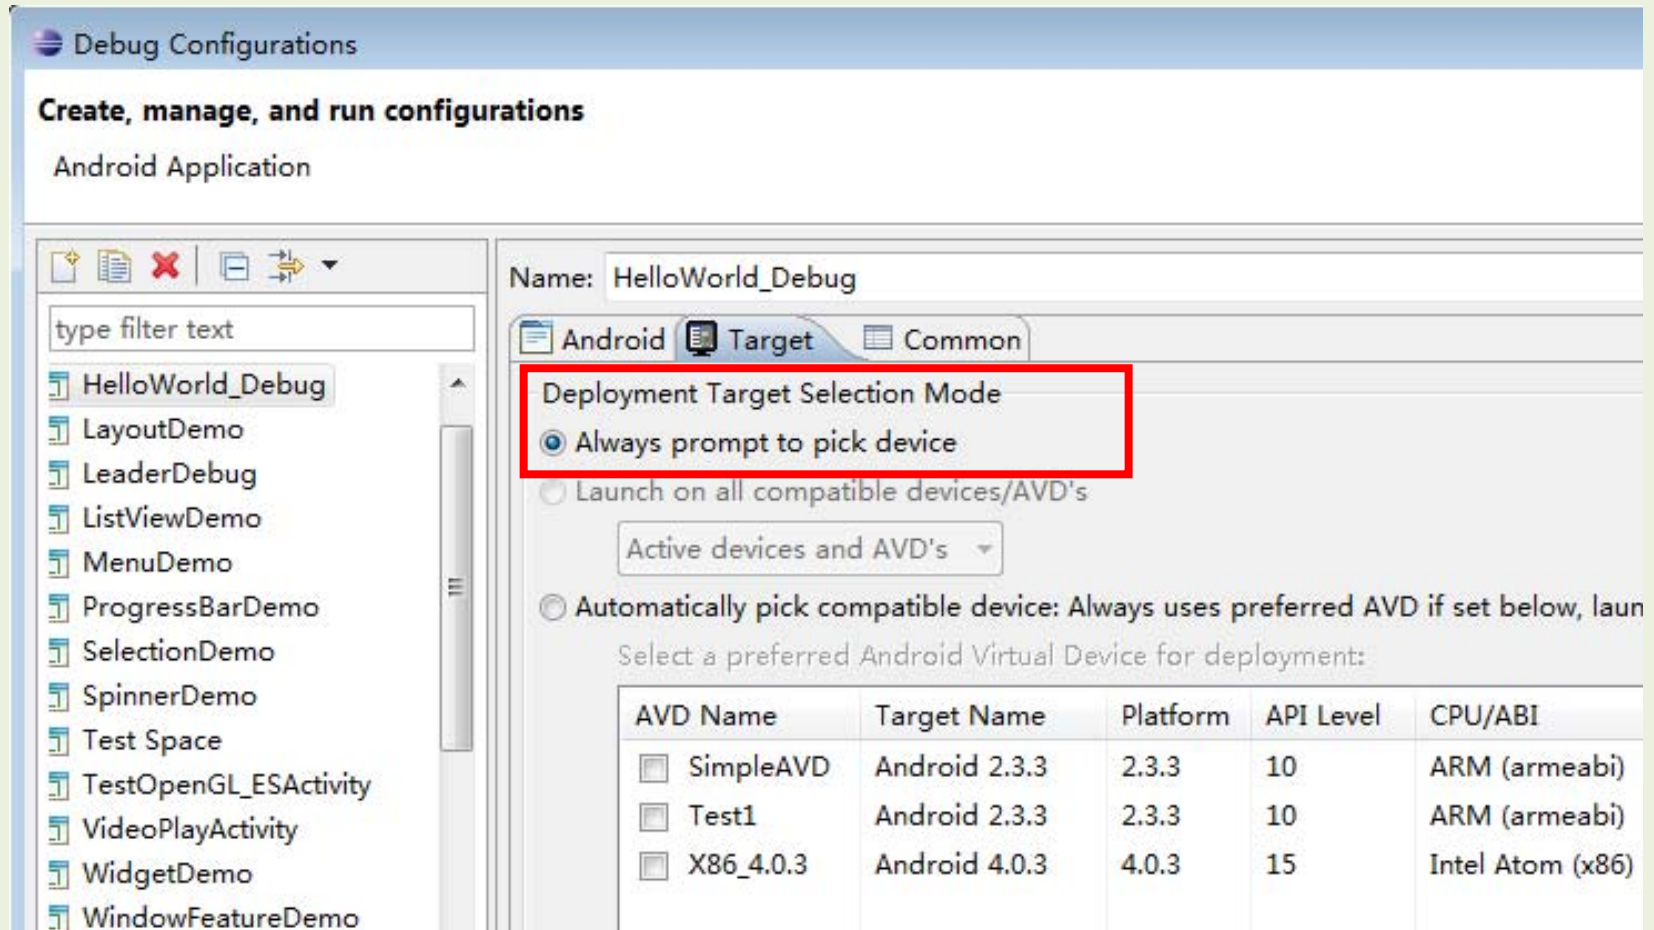 Debug Configurations
Create, manage, and run configurations
Android Application
type filter text
HelloWorld_Debug
LayoutDemo
LeaderDebug
ListViewDemo
MenuDemo
ProgressBarDemo
SelectionDemo
SpinnerDemo
Test Space
TestOpenGL_ESActivity
VideoPlayActivity
WidgetDemo
WindowFeatureDemo
Name: HelloWorld_Debug
Android Target Common
Deployment Target Selection Mode
Always prompt to pick device
Launch on all compatible devices/AVD's
Active devices and AVD's
Automatically pick compatible device: Always uses preferred AVD if set below, laun
Select a preferred Android Virtual Device for deployment:
AVD Name Target Name Platform API Level CPU/ABI
SimpleAVD Android 2.3.3 2.3.3 10 ARM (armeabi)
Test1 Android 2.3.3 2.3.3 10 ARM (armeabi)
X86_4.0.3 Android 4.0.3 4.0.3 15 Intel Atom (x86)